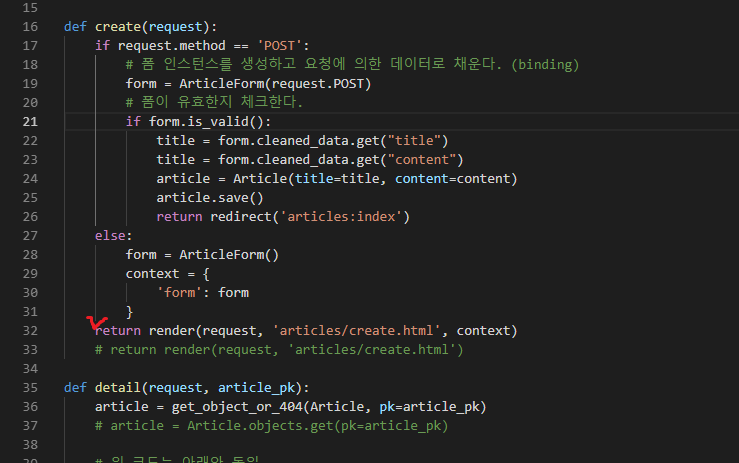 15
16 def create(request):
17 if request.method == 'POST':
18 # 폼 인스턴스를 생성하고 요청에 의한 데이터로 채운다. (binding)
19 form = ArticleForm(request.POST)
20 # 폼이 유효한지 체크한다.
21 if form.is_valid():
22 title = form.cleaned_data.get("title")
23 title = form.cleaned_data.get("content")
24 article = Article(title=title, content=content)
25 article.save()
26 return redirect('articles:index')
27 else:
28 form = ArticleForm()
29 context = {
30 'form': form
31 }
32 return render(request, 'articles/create.html', context)
33 # return render(request, 'articles/create.html')
34
35 def detail(request, article_pk):
36 article = get_object_or_404(Article, pk=article_pk)
37 # article = Article.objects.get(pk=article_pk)
38